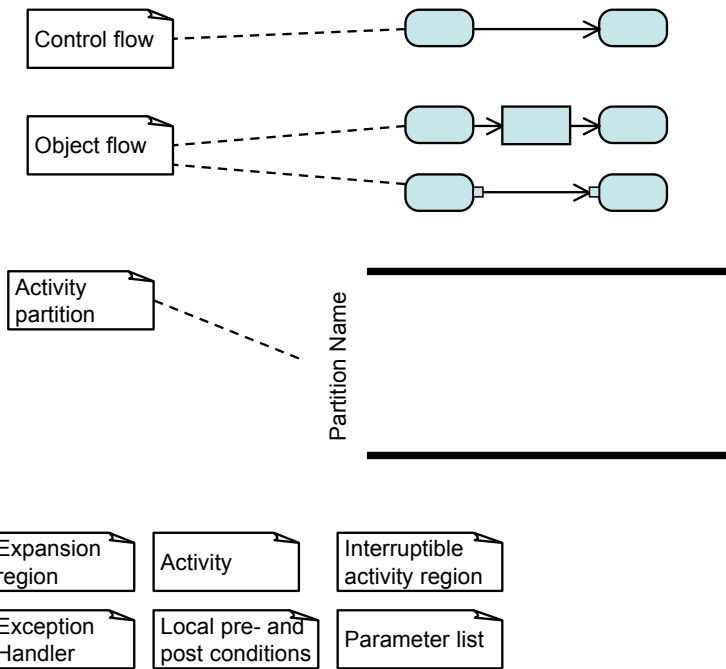 Control flow
Object flow
Activity
partition
Partition Name
Expansion
region
Activity
Interruptible
activity region
Exception
Handler
Local pre- and
post conditions
Parameter list